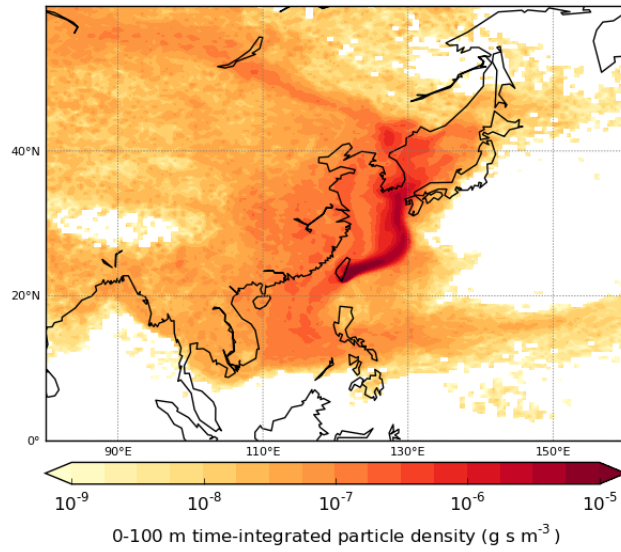 40°N
20°N
0°
90°E 110°E 130°E 150°E
10⁻⁹ 10⁻⁸ 10⁻⁷ 10⁻⁶ 10⁻⁵
0-100 m time-integrated particle density (g s m⁻³)